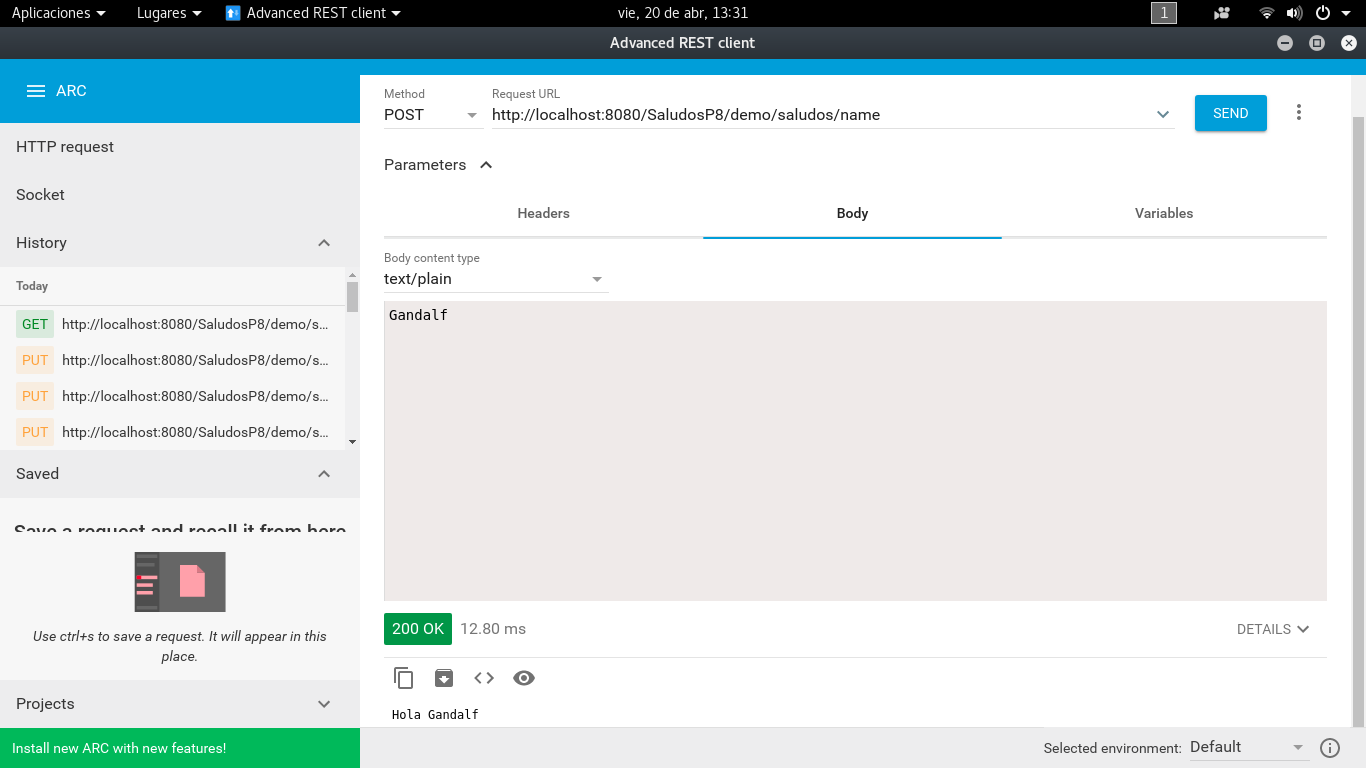 Aplicaciones Lugares Advanced REST client vie, 20 de abr, 13:31 1
Advanced REST client
ARC
HTTP request
Socket
History
Today
GET http://localhost:8080/SaludosP8/demo/s...
PUT http://localhost:8080/SaludosP8/demo/s...
PUT http://localhost:8080/SaludosP8/demo/s...
PUT http://localhost:8080/SaludosP8/demo/s...
Saved
Save a request and recall it from here
Use ctrl+s to save a request. It will appear in this
place.
Projects
Install new ARC with new features!
Method Request URL
POST http://localhost:8080/SaludosP8/demo/saludos/name SEND
Parameters
Headers Body Variables
Body content type
text/plain
Gandalf
200 OK 12.80 ms DETAILS
Hola Gandalf
Selected environment: Default